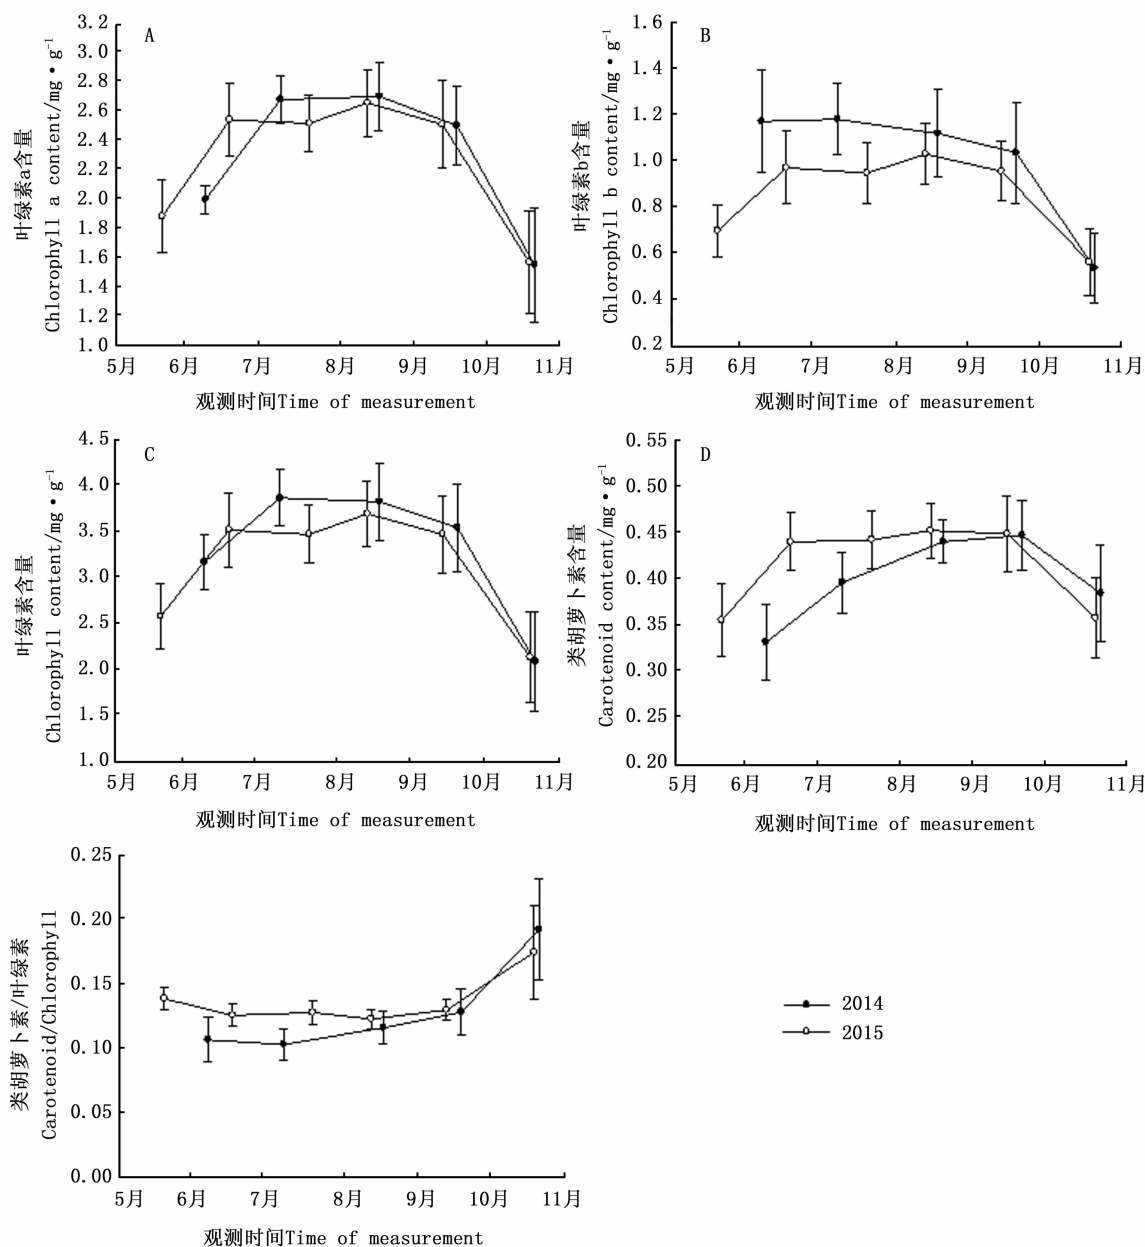 A
叶绿素a含量
Chlorophyll a content/mg·g⁻¹
3.2
3.0
2.8
2.6
2.4
2.2
2.0
1.8
1.6
1.4
1.2
1.0
5月 6月 7月 8月 9月 10月 11月
观测时间Time of measurement
B
叶绿素b含量
Chlorophyll b content/mg·g⁻¹
1.6
1.4
1.2
1.0
0.8
0.6
0.4
0.2
5月 6月 7月 8月 9月 10月 11月
观测时间Time of measurement
C
叶绿素含量
Chlorophyll content/mg·g⁻¹
4.5
4.0
3.5
3.0
2.5
2.0
1.5
1.0
5月 6月 7月 8月 9月 10月 11月
观测时间Time of measurement
D
类胡萝卜素含量
Carotenoid content/mg·g⁻¹
0.55
0.50
0.45
0.40
0.35
0.30
0.25
0.20
5月 6月 7月 8月 9月 10月 11月
观测时间Time of measurement
类胡萝卜素/叶绿素
Carotenoid/Chlorophyll
0.25
0.20
0.15
0.10
0.05
0.00
5月 6月 7月 8月 9月 10月 11月
观测时间Time of measurement
2014
2015